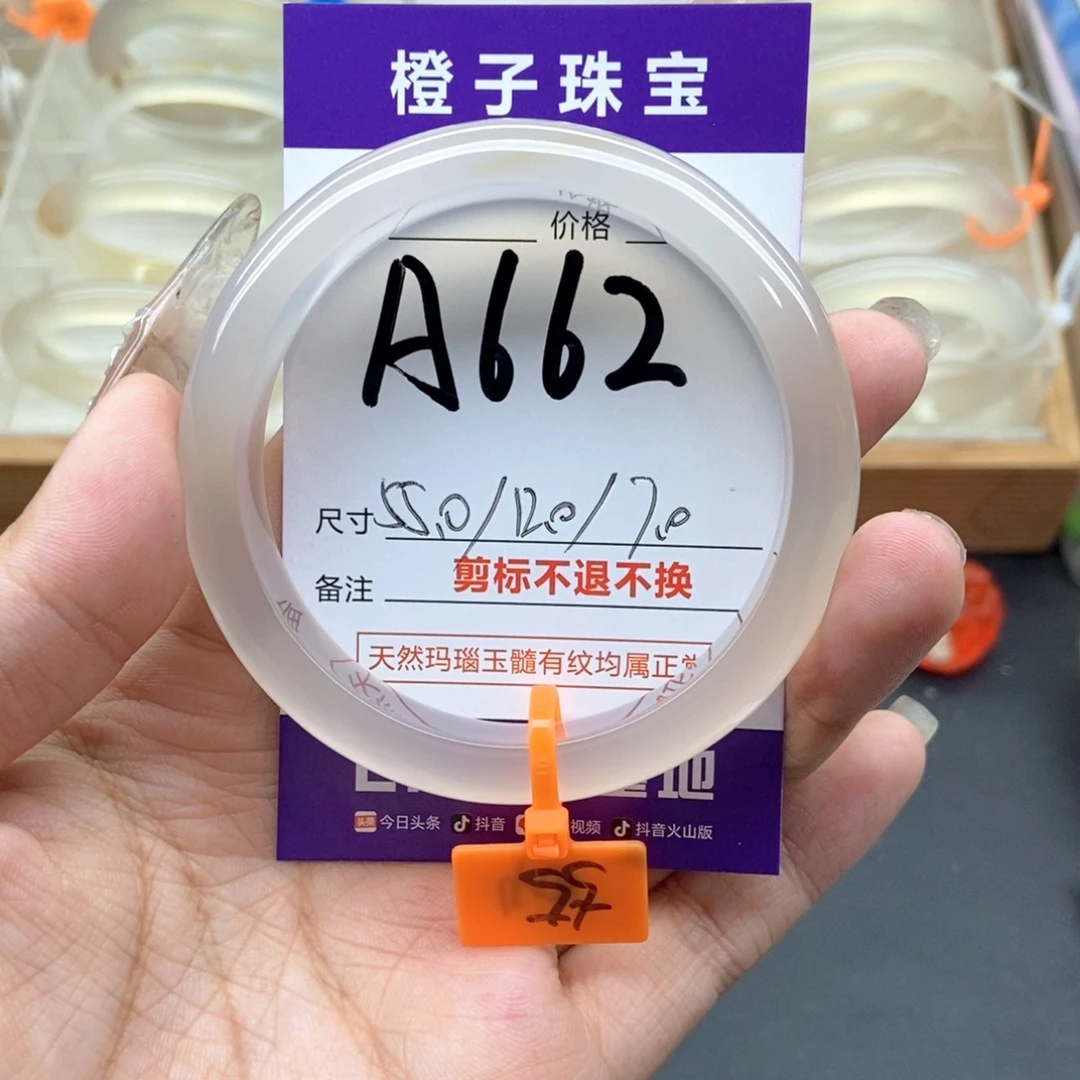 橙子珠宝
价格
A662
尺寸 55.0/12.0/7.0
备注 剪标不退不换
天然玛瑙玉髓有纹均属正常
今日头条 抖音 视频 抖音火山版